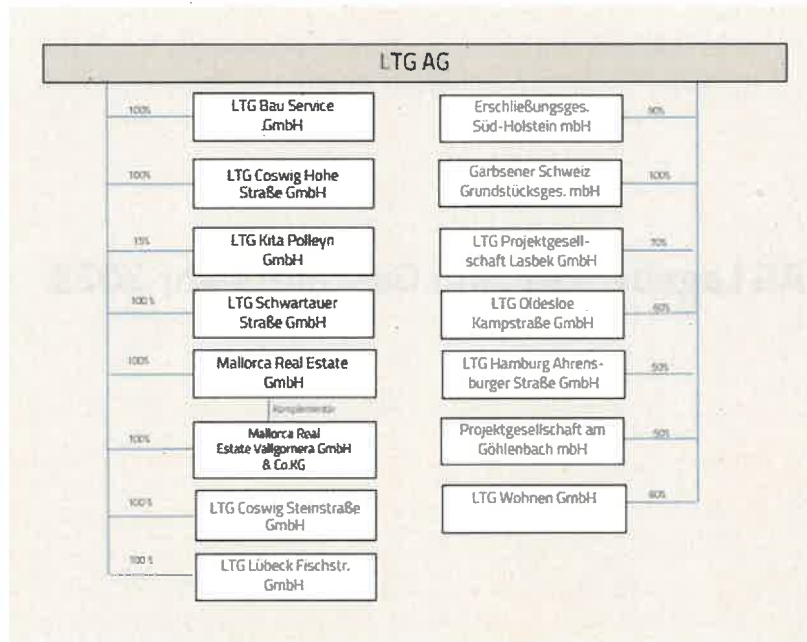 LTG AG
100%
LTG Bau Service
GmbH
100%
LTG Coswig Hohe
Straße GmbH
LTG Kita Polleyn
GmbH
100 %
LTG Schwartauer
Straße GmbH
100%
Mallorca Real Estate
GmbH
Komplementär
100%
Mallorca Real
Estate Vallgornera GmbH
& Co.KG
100 %
LTG Coswig Steinstraße
GmbH
100 %
LTG Lübeck Fischstr.
GmbH
Erschließungsges.
Süd-Holstein mbH
Garbsener Schweiz
Grundstücksges. mbH
100%
LTG Projektgesell-
schaft Lasbek GmbH
70%
LTG Oldesloe
Kampstraße GmbH
60%
LTG Hamburg Ahrens-
burger Straße GmbH
50%
Projektgesellschaft am
Göhlenbach mbH
50%
LTG Wohnen GmbH
60%